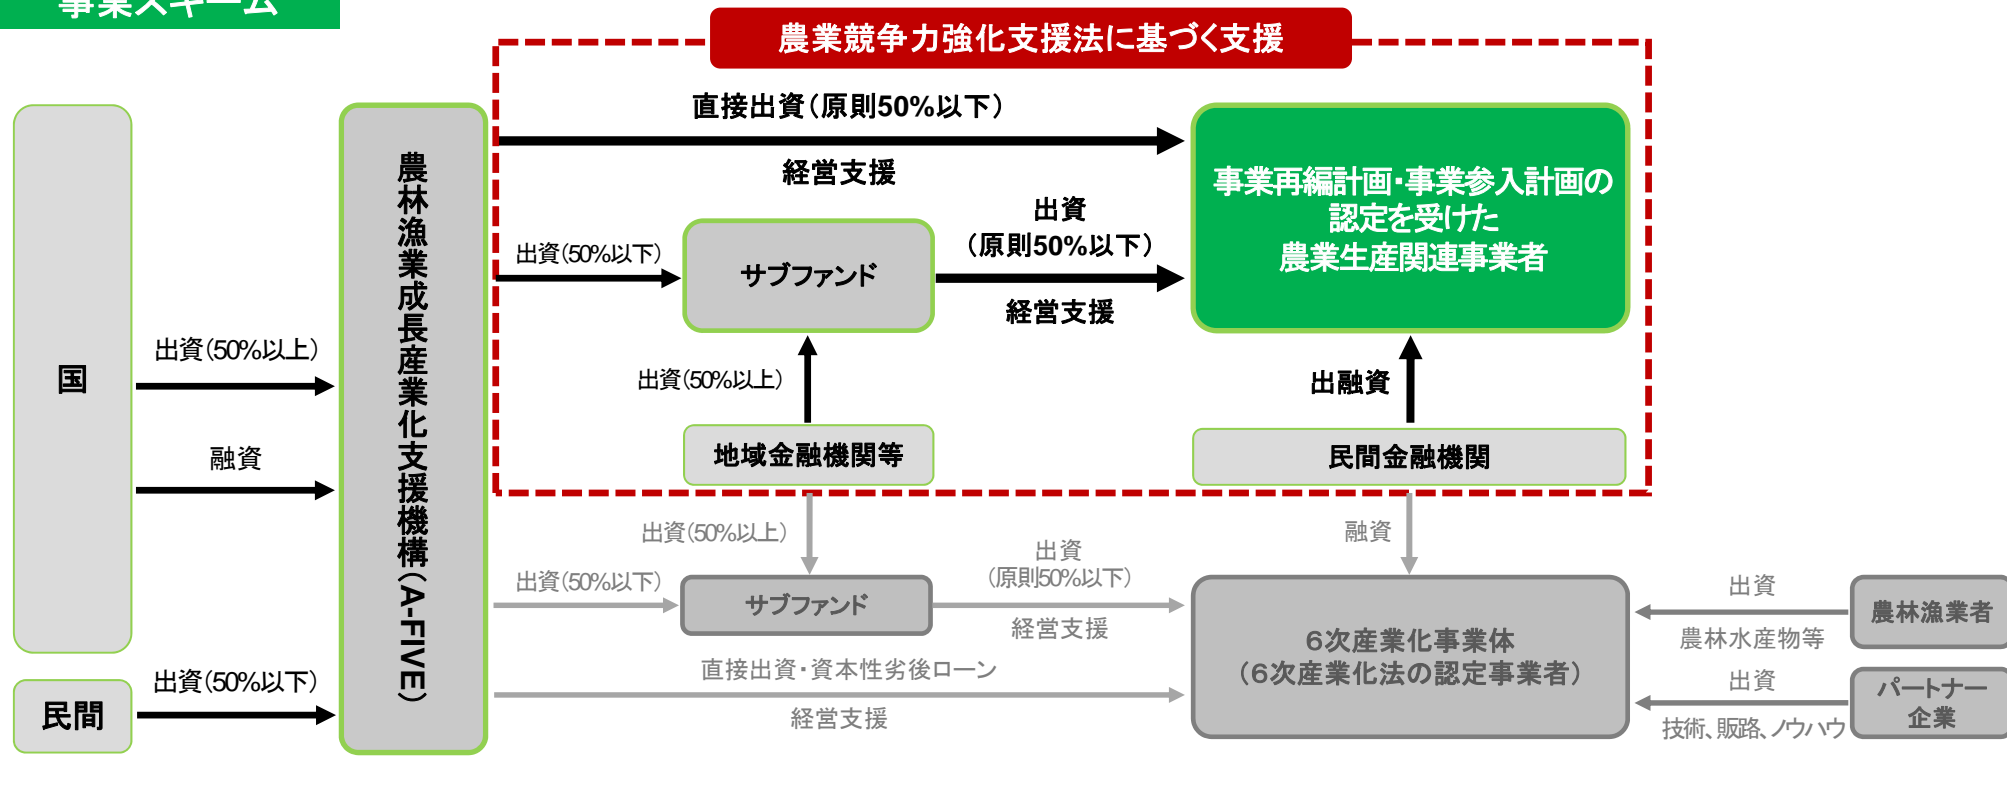 事業スキーム
農業競争力強化支援法に基づく支援
直接出資（原則50%以下）
経営支援
事業再編計画・事業参入計画の
認定を受けた
農業生産関連事業者
出資
（原則50%以下）
経営支援
出資（50%以下）
サブファンド
農林漁業成長産業化支援機構（A-FIVE）
国
出資（50%以上）
融資
出資（50%以上）
出融資
地域金融機関等
民間金融機関
民間
出資（50%以下）
出資（50%以上）
融資
出資（50%以下）
サブファンド
出資
（原則50%以下）
経営支援
直接出資・資本性劣後ローン
経営支援
6次産業化事業体
（6次産業化法の認定事業者）
出資
農林水産物等
農林漁業者
出資
技術、販路、ノウハウ
パートナー
企業